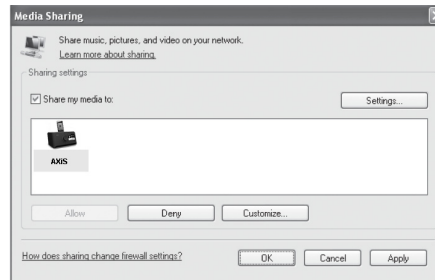 Media Sharing
Share music, pictures, and video on your network.
Learn more about sharing.
Sharing settings
Share my media to:
Settings...
AXiS
Allow
Deny
Customize...
How does sharing change firewall settings?
OK
Cancel
Apply